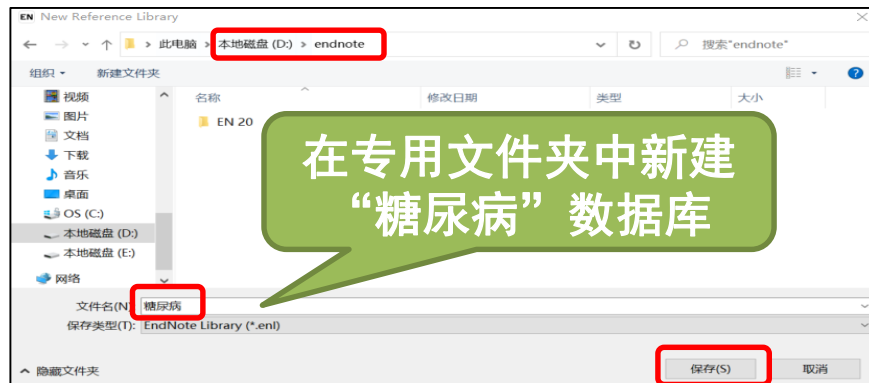 EN New Reference Library
此电脑 > 本地磁盘 (D:) > endnote
搜索"endnote"
组织
新建文件夹
名称
修改日期
类型
大小
视频
图片
文档
下载
音乐
桌面
OS (C:)
本地磁盘 (D:)
本地磁盘 (E:)
网络
EN 20
在专用文件夹中新建
“糖尿病”数据库
文件名(N)
糖尿病
保存类型(T): EndNote Library (*.enl)
隐藏文件夹
保存(S)
取消